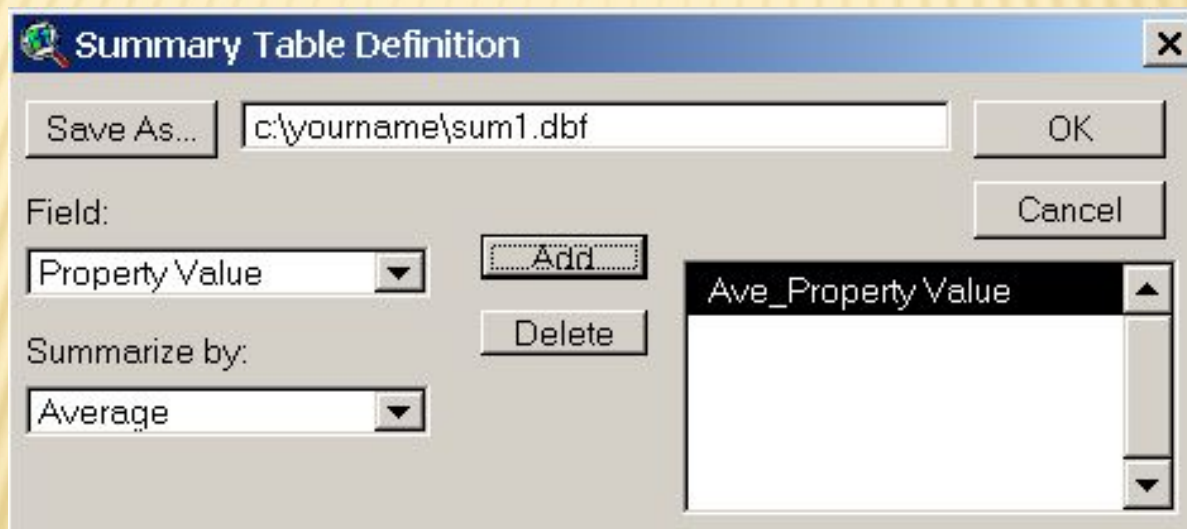 Summary Table Definition
Save As... c:\yourname\sum1.dbf OK
Cancel
Field:
Property Value
Add
Delete
Ave_Property Value
Summarize by:
Average